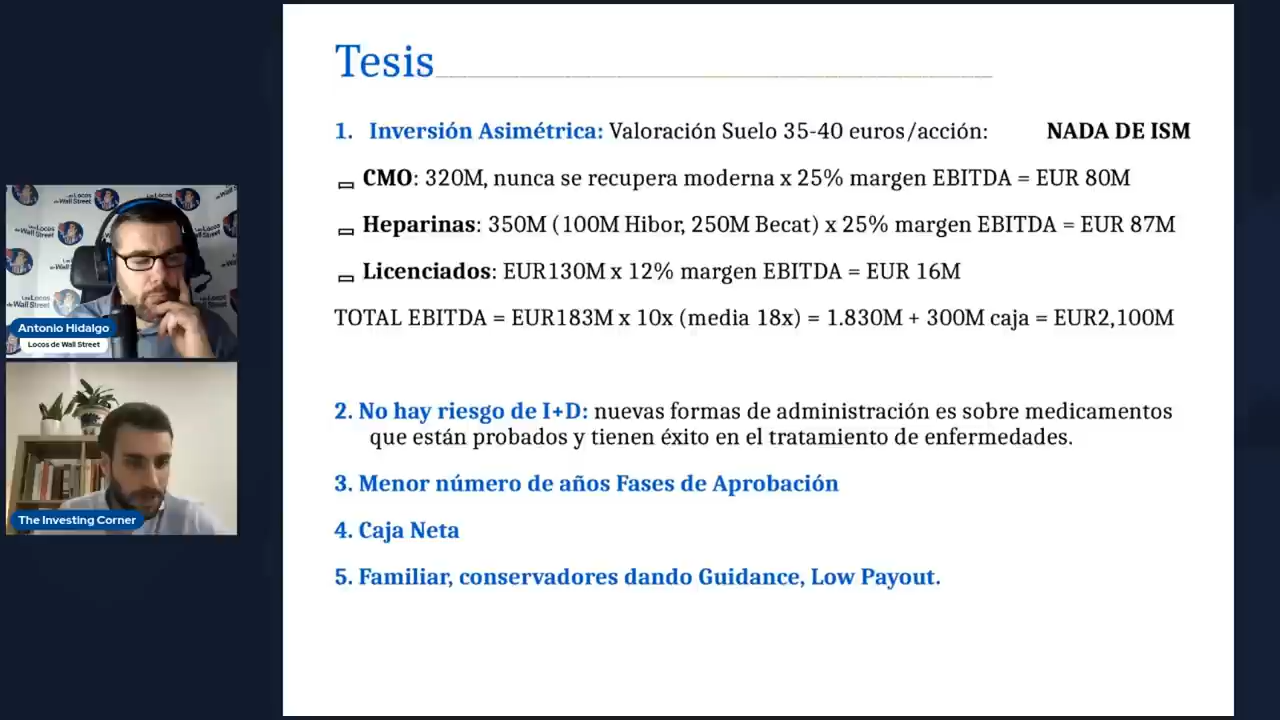 Tesis
1. Inversión Asimétrica: Valoración Suelo 35-40 euros/acción: NADA DE ISM
CMO: 320M, nunca se recupera moderna x 25% margen EBITDA = EUR 80M
Heparinas: 350M (100M Hibor, 250M Becat) x 25% margen EBITDA = EUR 87M
Licenciados: EUR130M x 12% margen EBITDA = EUR 16M
TOTAL EBITDA = EUR183M x 10x (media 18x) = 1.830M + 300M caja = EUR2,100M
2. No hay riesgo de I+D: nuevas formas de administración es sobre medicamentos
que están probados y tienen éxito en el tratamiento de enfermedades.
3. Menor número de años Fases de Aprobación
4. Caja Neta
5. Familiar, conservadores dando Guidance, Low Payout.
Antonio Hidalgo
Locos de Wall Street
The Investing Corner